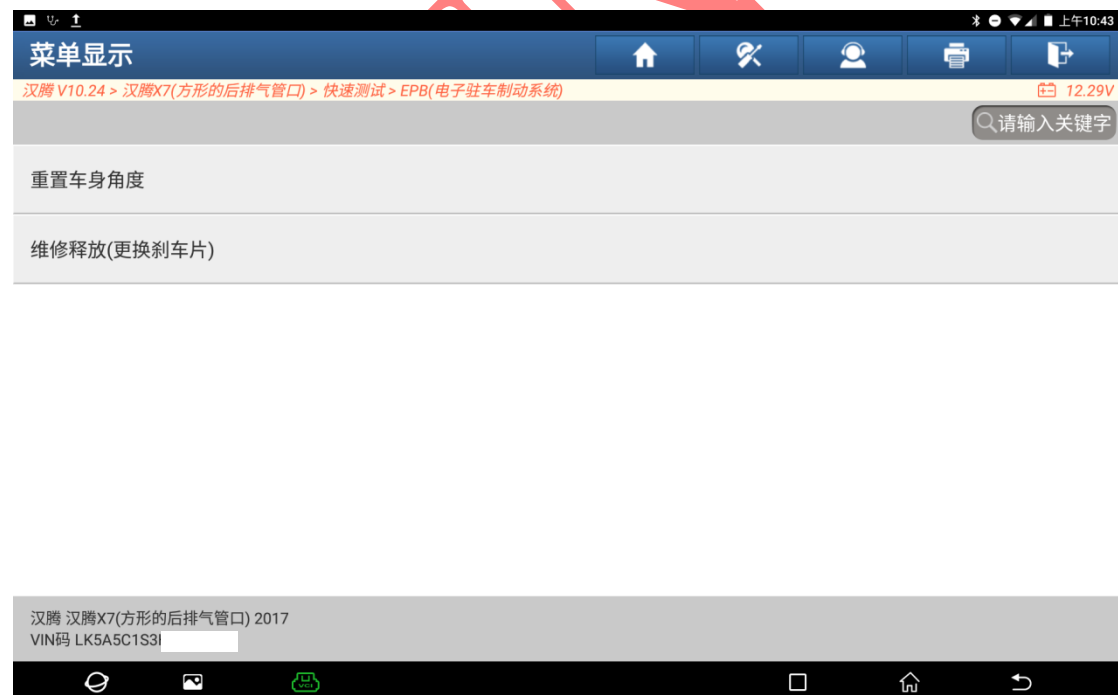 上午10:43
菜单显示
汉腾 V10.24 > 汉腾X7(方形的后排气管口) > 快速测试 > EPB(电子驻车制动系统)
12.29V
请输入关键字
重置车身角度
维修释放(更换刹车片)
汉腾 汉腾X7(方形的后排气管口) 2017
VIN码 LK5A5C1S3
VCI